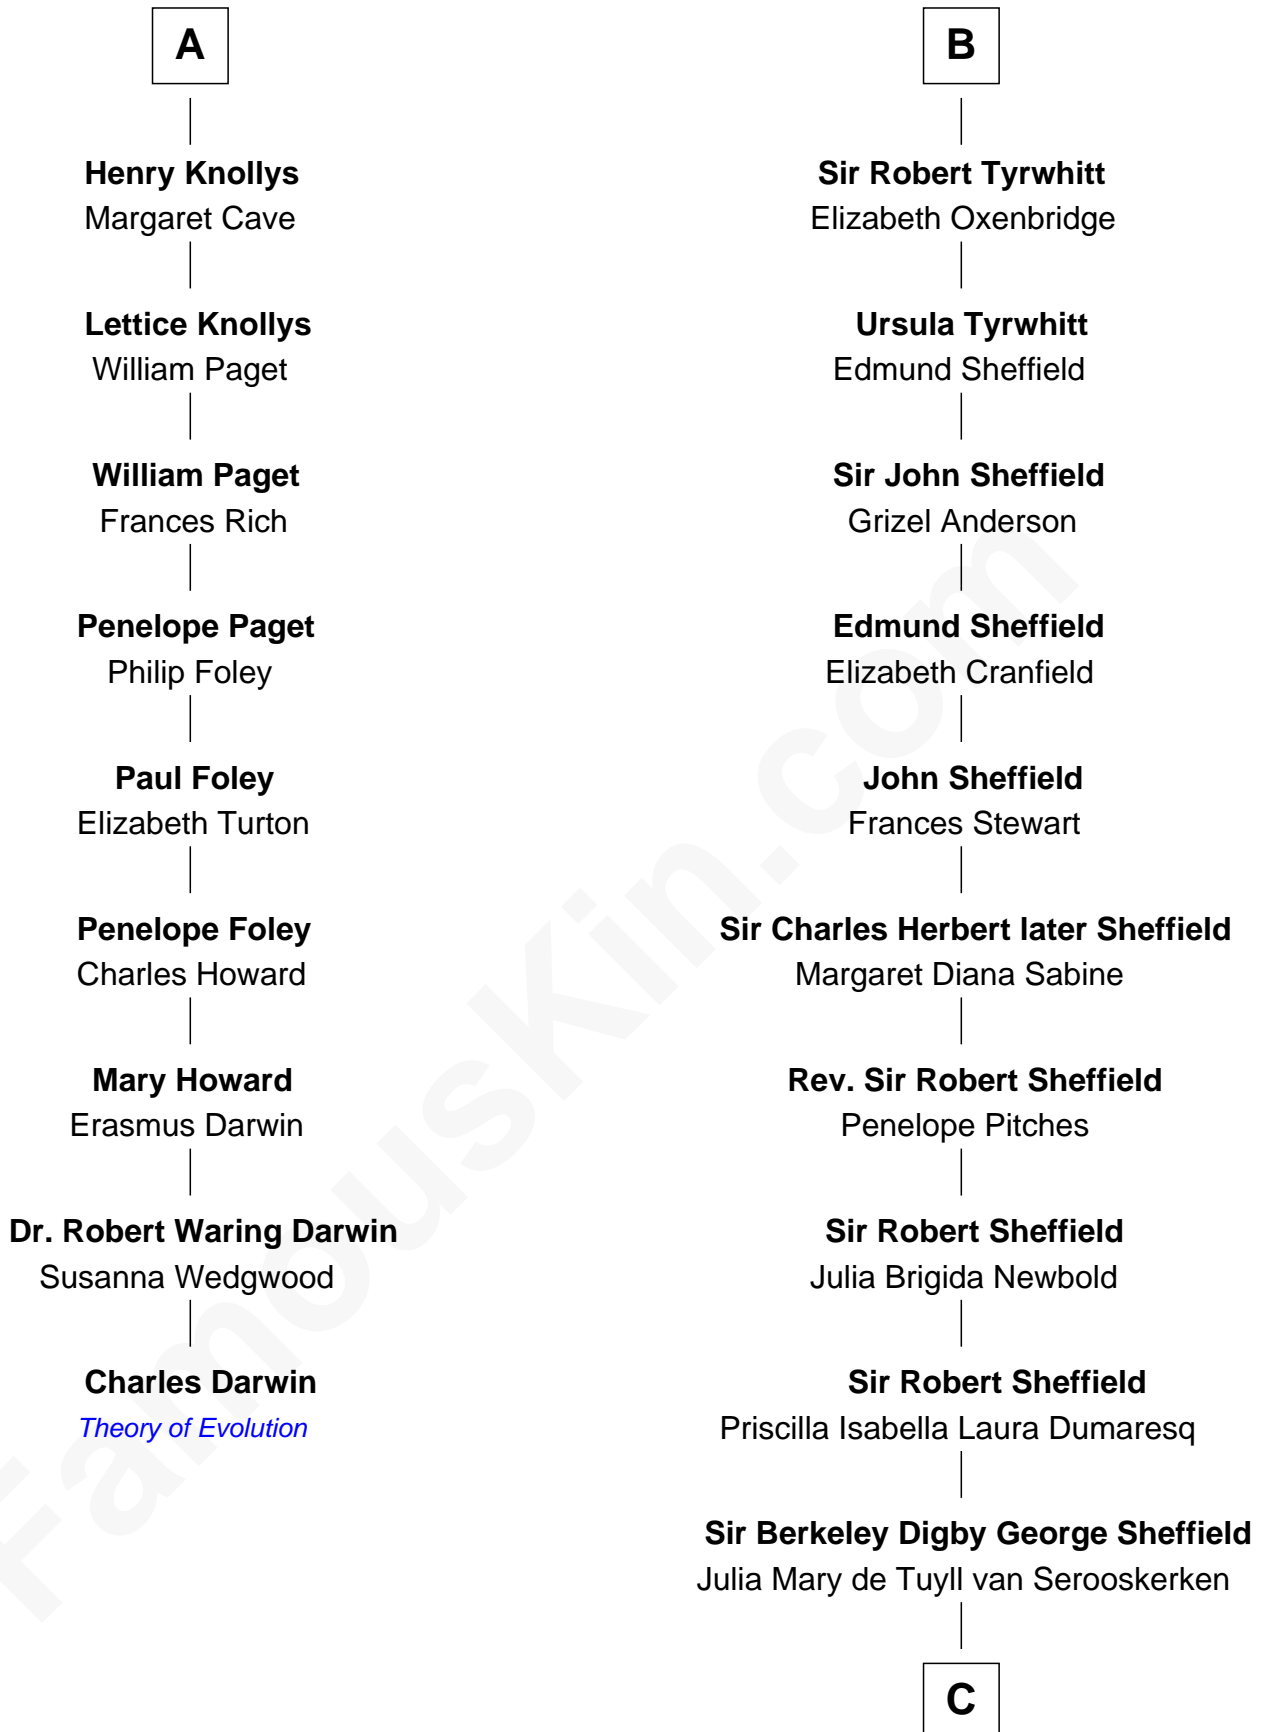 A
Henry Knollys
Margaret Cave
Lettice Knollys
William Paget
William Paget
Frances Rich
Penelope Paget
Philip Foley
Paul Foley
Elizabeth Turton
Penelope Foley
Charles Howard
Mary Howard
Erasmus Darwin
Dr. Robert Waring Darwin
Susanna Wedgwood
Charles Darwin
Theory of Evolution
B
Sir Robert Tyrwhitt
Elizabeth Oxenbridge
Ursula Tyrwhitt
Edmund Sheffield
Sir John Sheffield
Grizel Anderson
Edmund Sheffield
Elizabeth Cranfield
John Sheffield
Frances Stewart
Sir Charles Herbert later Sheffield
Margaret Diana Sabine
Rev. Sir Robert Sheffield
Penelope Pitches
Sir Robert Sheffield
Julia Brigida Newbold
Sir Robert Sheffield
Priscilla Isabella Laura Dumaresq
Sir Berkeley Digby George Sheffield
Julia Mary de Tuyll van Serooskerken
C
FamousKin.com